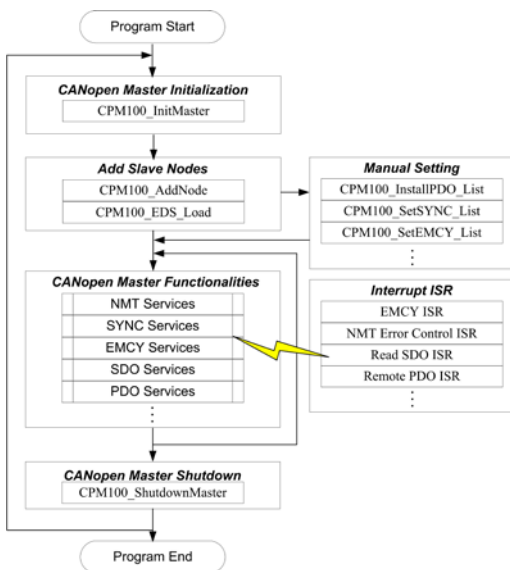 Program Start
CANopen Master Initialization
CPM100_InitMaster
Add Slave Nodes
CPM100_AddNode
CPM100_EDS_Load
Manual Setting
CPM100_InstallPDO_List
CPM100_SetSYNC_List
CPM100_SetEMCY_List
⋮
CANopen Master Functionalities
NMT Services
SYNC Services
EMCY Services
SDO Services
PDO Services
⋮
Interrupt ISR
EMCY ISR
NMT Error Control ISR
Read SDO ISR
Remote PDO ISR
⋮
CANopen Master Shutdown
CPM100_ShutdownMaster
Program End